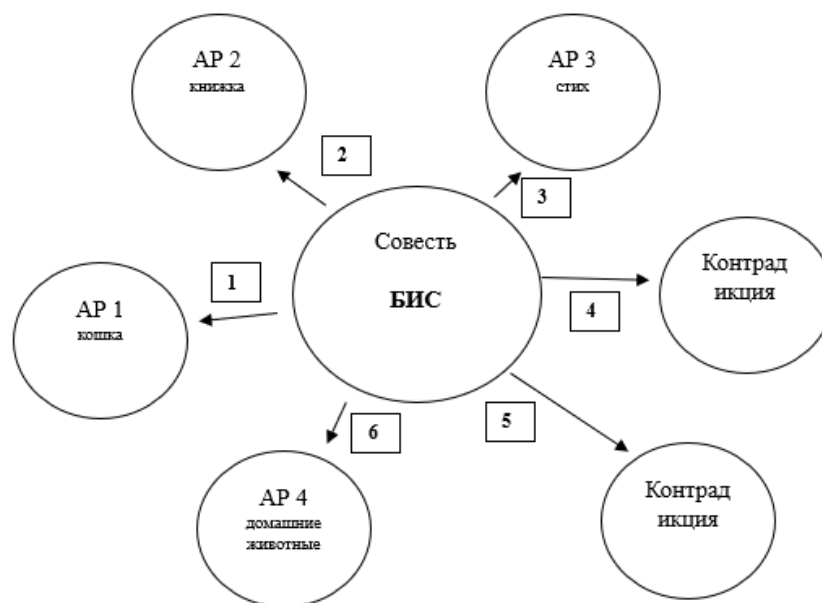 АР 2
книжка
АР 3
стих
2
3
Совесть
БИС
Контрад
икция
4
1
АР 1
кошка
6
5
АР 4
домашние
животные
Контрад
икция